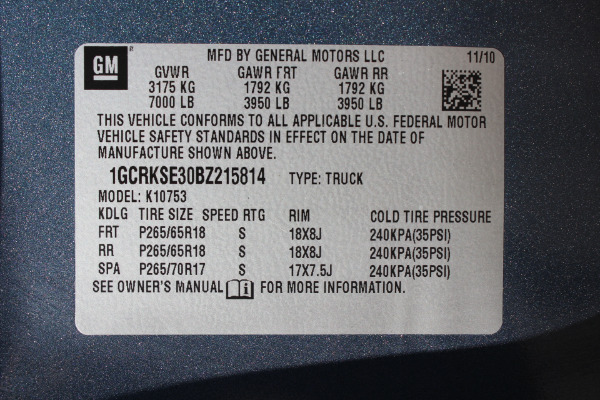 GM MFD BY GENERAL MOTORS LLC 11/10
GVWR GAWR FRT GAWR RR
3175 KG 1792 KG 1792 KG
7000 LB 3950 LB 3950 LB
THIS VEHICLE CONFORMS TO ALL APPLICABLE U.S. FEDERAL MOTOR
VEHICLE SAFETY STANDARDS IN EFFECT ON THE DATE OF
MANUFACTURE SHOWN ABOVE.
1GCRKSE30BZ215814 TYPE: TRUCK
MODEL: K10753
KDLG TIRE SIZE SPEED RTG RIM COLD TIRE PRESSURE
FRT P265/65R18 S 18X8J 240KPA(35PSI)
RR P265/65R18 S 18X8J 240KPA(35PSI)
SPA P265/70R17 S 17X7.5J 240KPA(35PSI)
SEE OWNER'S MANUAL FOR MORE INFORMATION.